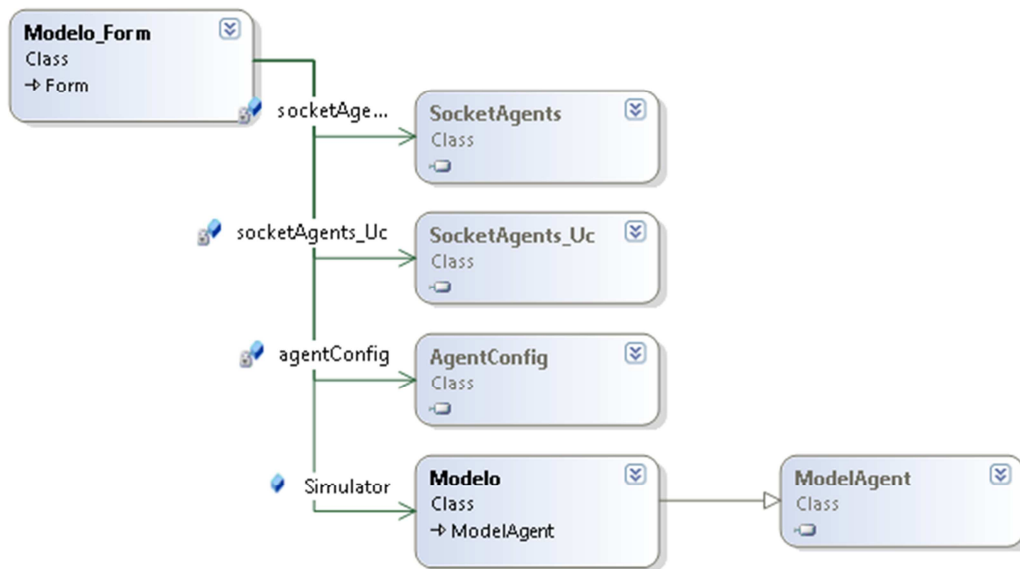 Modelo_Form
Class
Form
socketAge...
SocketAgents
Class
socketAgents_Uc
SocketAgents_Uc
Class
agentConfig
AgentConfig
Class
Simulator
Modelo
Class
ModelAgent
ModelAgent
Class